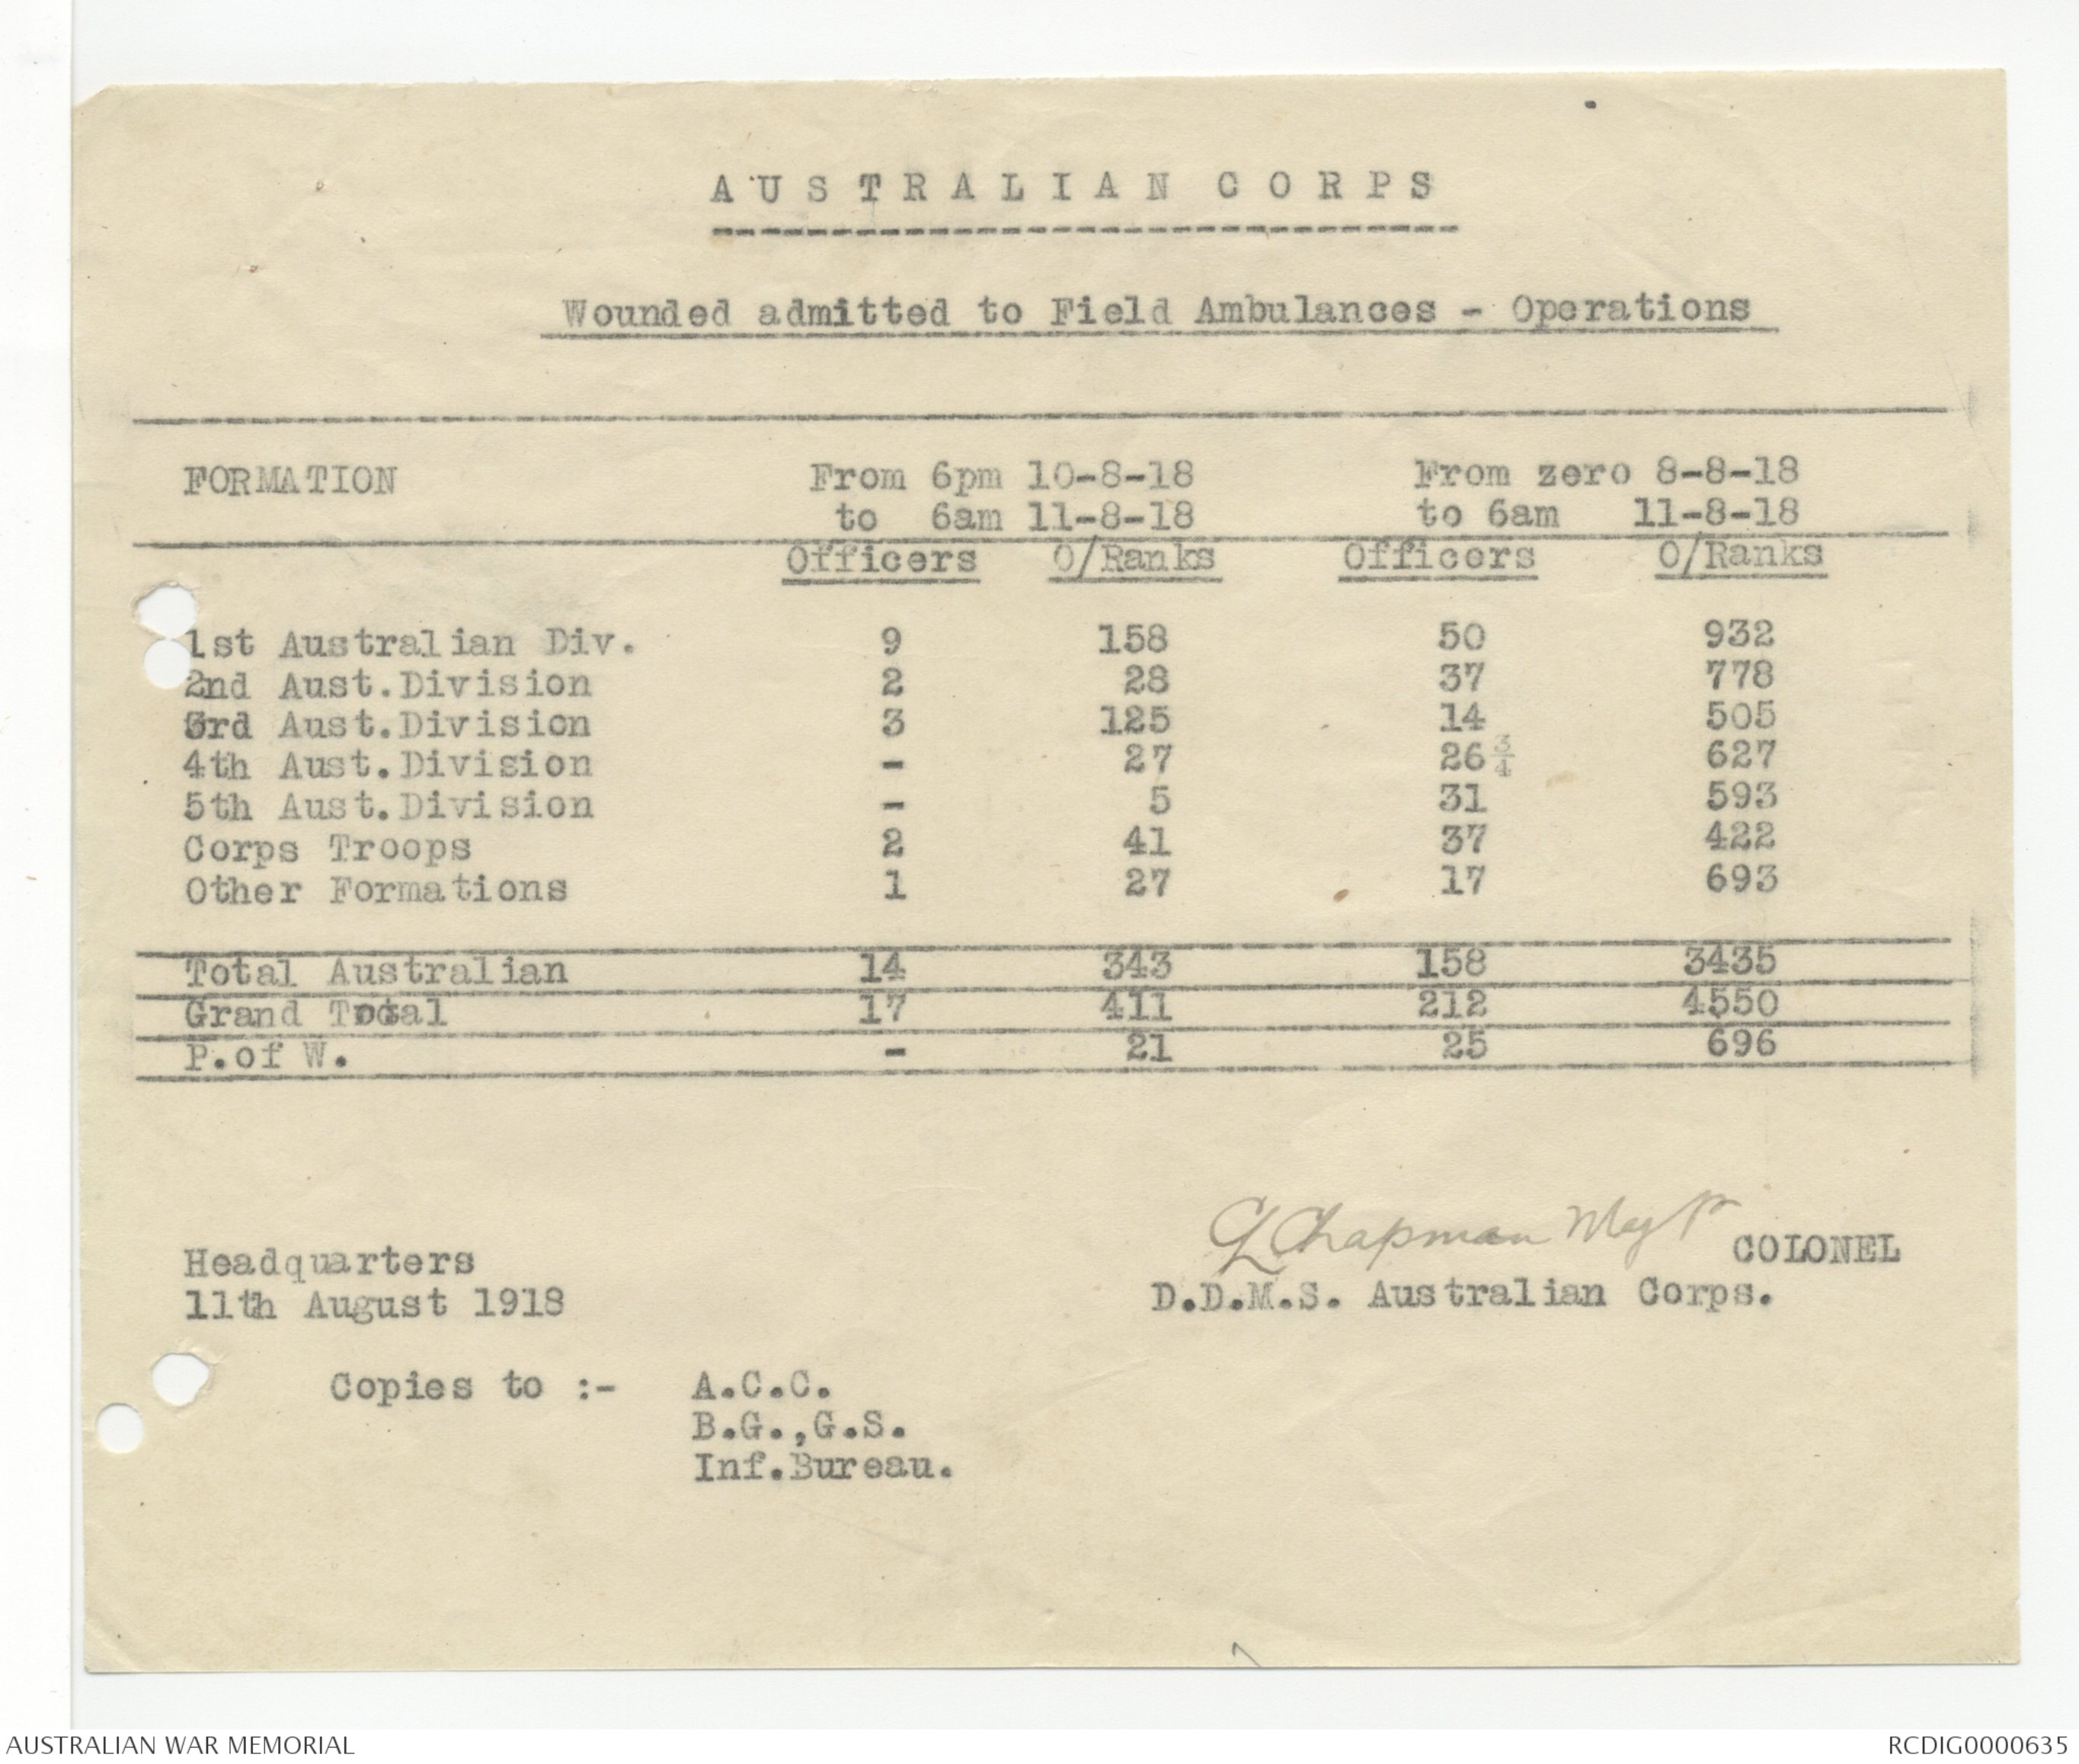 AUSTRALIAN CORPS
Wounded admitted to Field Ambulances - Operations
FORMATION From 6pm 10-8-18 From zero 8-8-18
to 6am 11-8-18 to 6am 11-8-18
Officers O/Ranks Officers O/Ranks
1st Australian Div. 9 158 50 932
2nd Aust.Division 2 28 37 778
3rd Aust.Division 3 125 14 505
4th Aust.Division - 27 26 3/4 627
5th Aust.Division - 5 31 593
Corps Troops 2 41 37 422
Other Formations 1 27 17 693
Total Australian 14 343 158 3435
Grand Total 17 411 212 4550
P.of W. - 21 25 696
Chapman COLONEL
Headquarters D.D.M.S. Australian Corps.
11th August 1918
Copies to :- A.C.C.
B.G.,G.S.
Inf.Bureau.
AUSTRALIAN WAR MEMORIAL RCDIG0000635